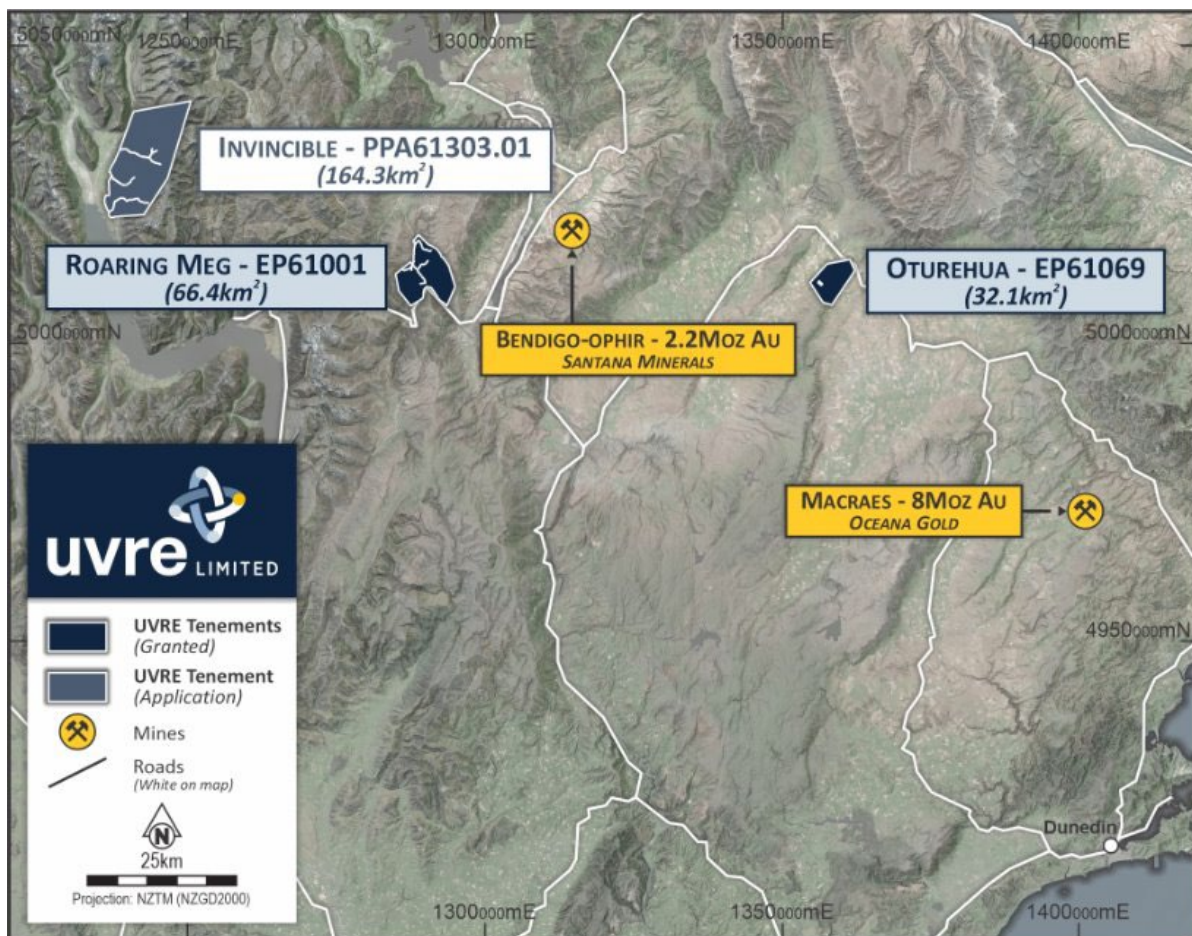 5050000mN
1250000mE
1300000mE
1350000mE
1400000mE
INVINCIBLE - PPA61303.01
(164.3km²)
ROARING MEG - EP61001
(66.4km²)
OTUREHUA - EP61069
(32.1km²)
5000000mN
5000000mN
BENDIGO-OPHIR - 2.2MOZ AU
SANTANA MINERALS
MACRAES - 8MOZ AU
OCEANA GOLD
uvre LIMITED
UVRE Tenements
(Granted)
UVRE Tenement
(Application)
Mines
Roads
(White on map)
N
25km
Projection: NZTM (NZGD2000)
4950000mN
Dunedin
1300000mE
1350000mE
1400000mE